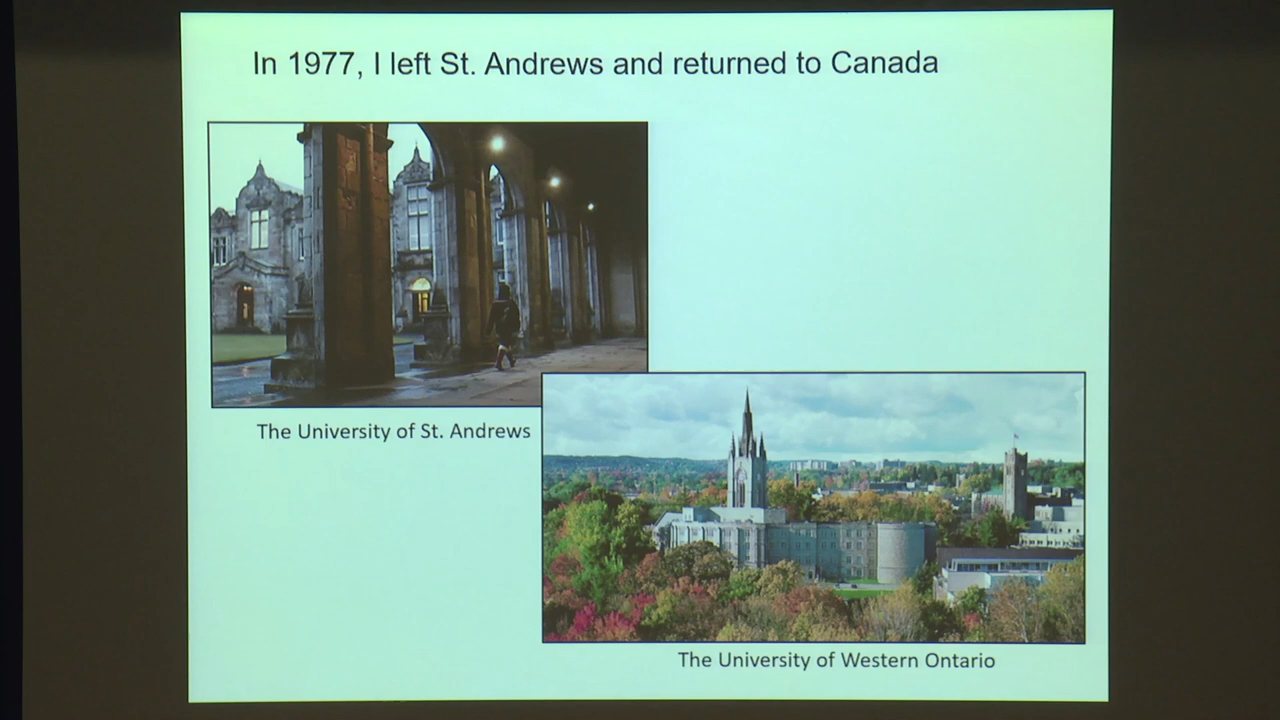 In 1977, I left St. Andrews and returned to Canada
The University of St. Andrews
The University of Western Ontario